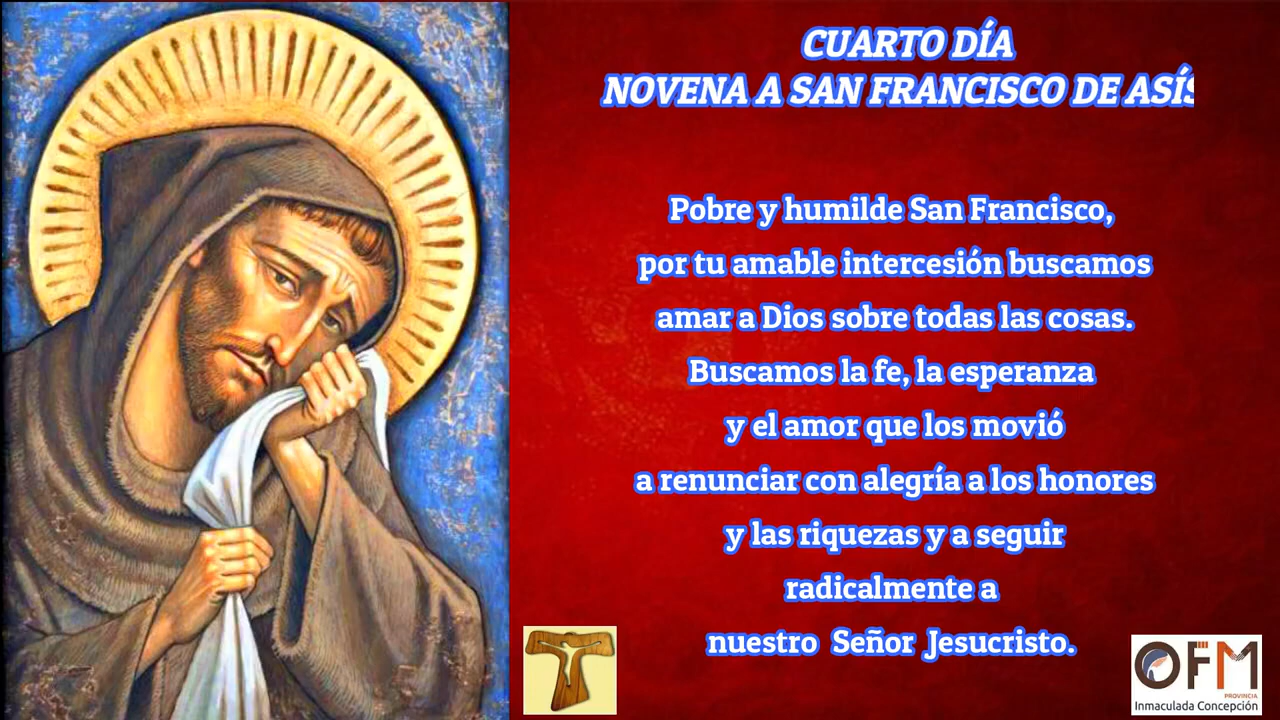 CUARTO DÍA
NOVENA A SAN FRANCISCO DE ASÍS
Pobre y humilde San Francisco,
por tu amable intercesión buscamos
amar a Dios sobre todas las cosas.
Buscamos la fe, la esperanza
y el amor que los movió
a renunciar con alegría a los honores
y las riquezas y a seguir
radicalmente a
nuestro Señor Jesucristo.
OFM
PROVINCIA
Inmaculada Concepción